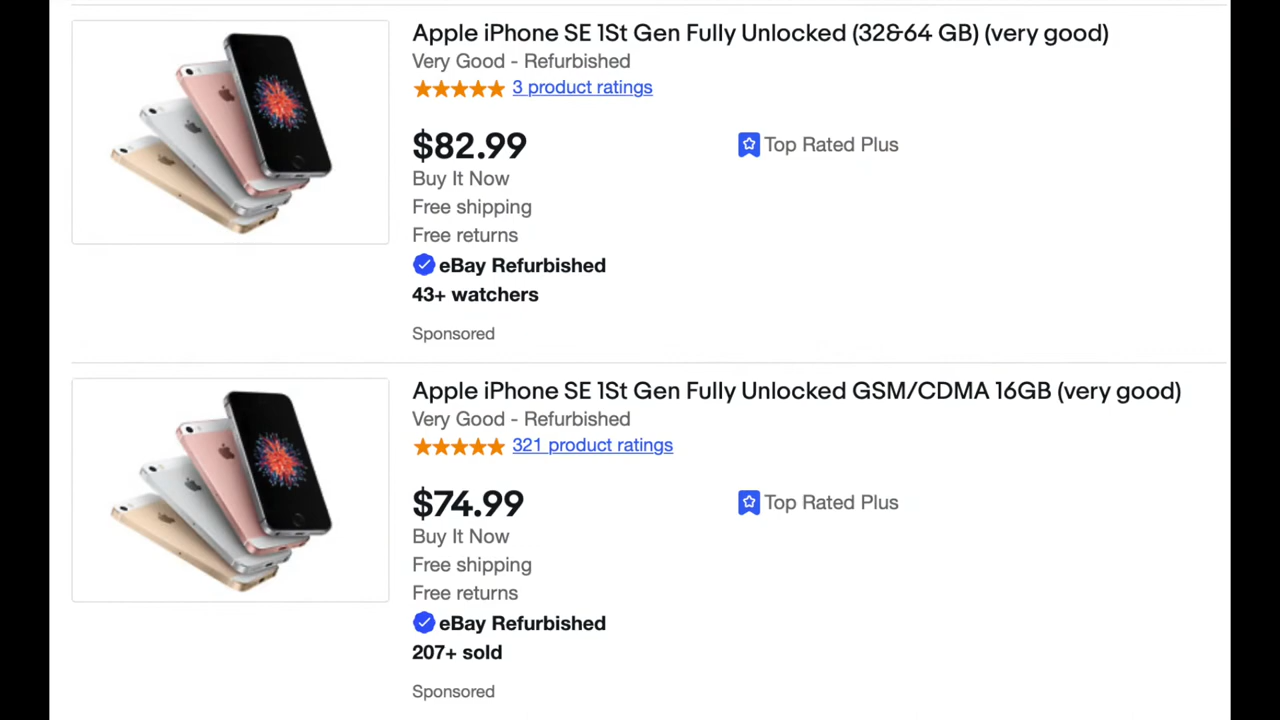 Apple iPhone SE 1St Gen Fully Unlocked (32&64 GB) (very good)
Very Good - Refurbished
3 product ratings
$82.99
Top Rated Plus
Buy It Now
Free shipping
Free returns
eBay Refurbished
43+ watchers
Sponsored
Apple iPhone SE 1St Gen Fully Unlocked GSM/CDMA 16GB (very good)
Very Good - Refurbished
321 product ratings
$74.99
Top Rated Plus
Buy It Now
Free shipping
Free returns
eBay Refurbished
207+ sold
Sponsored